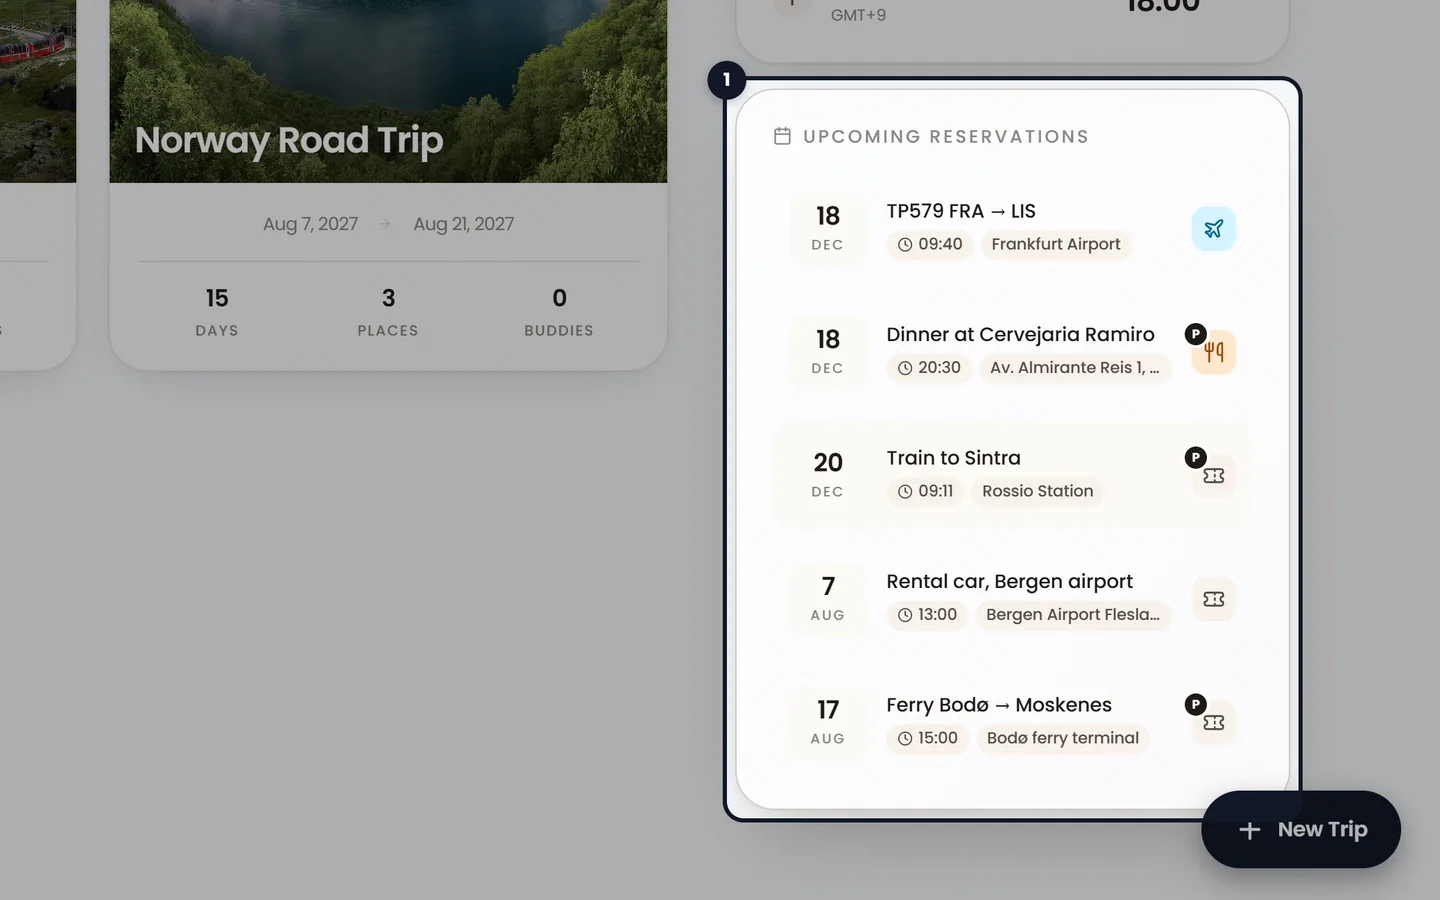 GMT+9
18:00
1
Norway Road Trip
Aug 7, 2027 → Aug 21, 2027
15
DAYS
3
PLACES
0
BUDDIES
UPCOMING RESERVATIONS
18
DEC
TP579 FRA → LIS
09:40 Frankfurt Airport
18
DEC
Dinner at Cervejaria Ramiro
P
20:30 Av. Almirante Reis 1, ...
20
DEC
Train to Sintra
P
09:11 Rossio Station
7
AUG
Rental car, Bergen airport
13:00 Bergen Airport Flesla...
17
AUG
Ferry Bodø → Moskenes
P
15:00 Bodø ferry terminal
+ New Trip